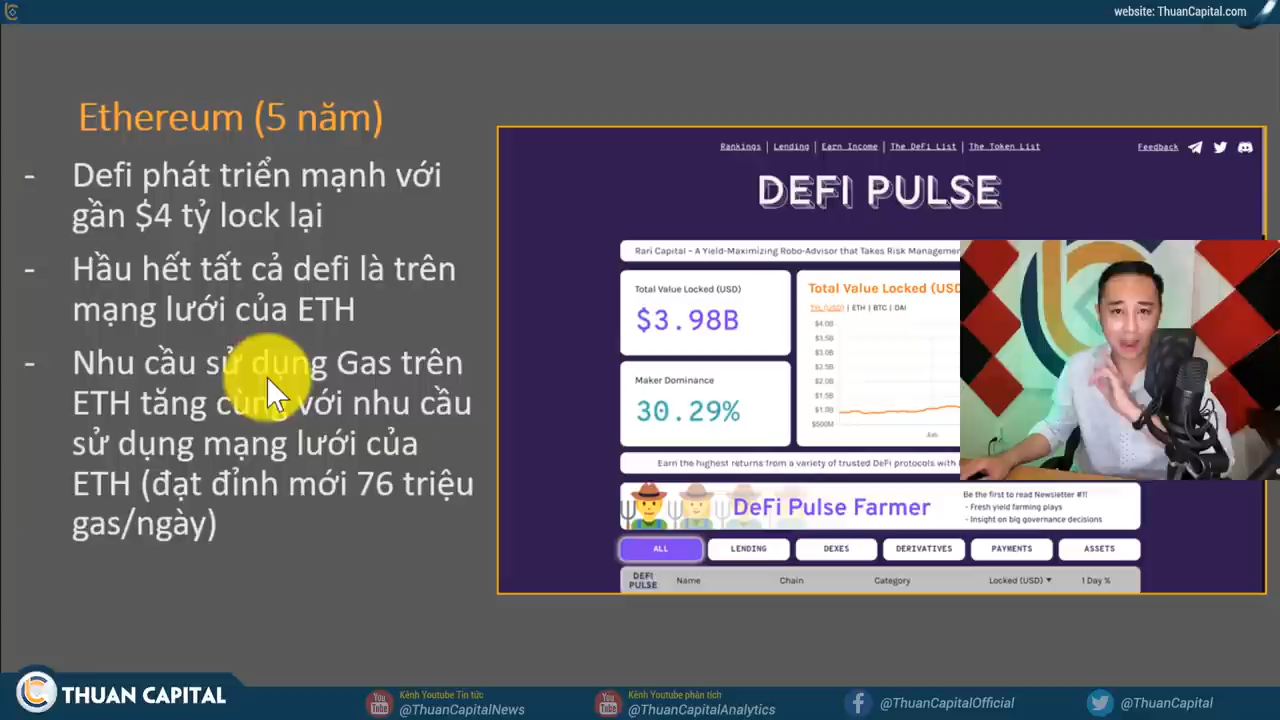 website: ThuanCapital.com
Ethereum (5 năm)
- Defi phát triển mạnh với
gần $4 tỷ lock lại
- Hầu hết tất cả defi là trên
mạng lưới của ETH
- Nhu cầu sử dụng Gas trên
ETH tăng cùng với nhu cầu
sử dụng mạng lưới của
ETH (đạt đỉnh mới 76 triệu
gas/ngày)
Rankings | Lending | Earn Income | The DeFi List | The Token List
Feedback
DEFI PULSE
Rari Capital – A Yield-Maximizing Robo-Advisor that Takes Risk Managemen
Total Value Locked (USD)
$3.98B
Maker Dominance
30.29%
Total Value Locked (USD
TVL (USD) | ETH | BTC | DAI
$4.0B
$3.5B
$3.0B
$2.5B
$2.0B
$1.5B
$1.0B
$500M
Earn the highest returns from a variety of trusted DeFi protocols with
DeFi Pulse Farmer
Be the first to read Newsletter #1!
- Fresh yield farming plays
- Insight on big governance decisions
ALL
LENDING
DEXES
DERIVATIVES
PAYMENTS
ASSETS
DEFI
PULSE
Name
Chain
Category
Locked (USD) ▼
1 Day %
THUAN CAPITAL
You
Tube
Kênh Youtube Tin tức
@ThuanCapitalNews
You
Tube
Kênh Youtube phân tích
@ThuanCapitalAnalytics
@ThuanCapitalOfficial
@ThuanCapital